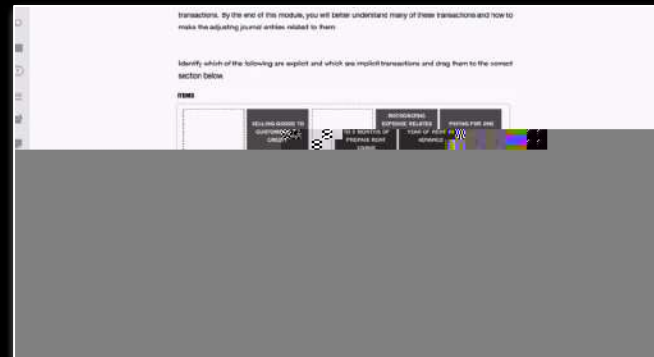 transactions. By the end of this module, you will better understand many of these transactions and how to
make the adjusting journal entries related to them
Identify which of the following are explicit and which are implicit transactions and drag them to the correct
section below.
ITEMS
SELLING GOODS TO
CUSTOMERS
CREDIT
RECOGNIZING
EXPENSE RELATED
TO 6 MONTHS OF
PREPAID RENT
PAYING FOR ONE
YEAR OF RENT IN
ADVANCE